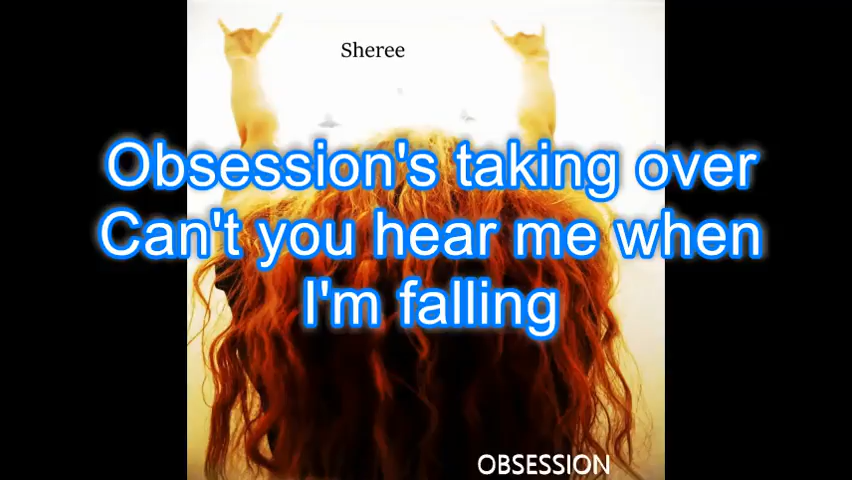 Sheree
Obsession's taking over
Can't you hear me when
I'm falling
OBSESSION